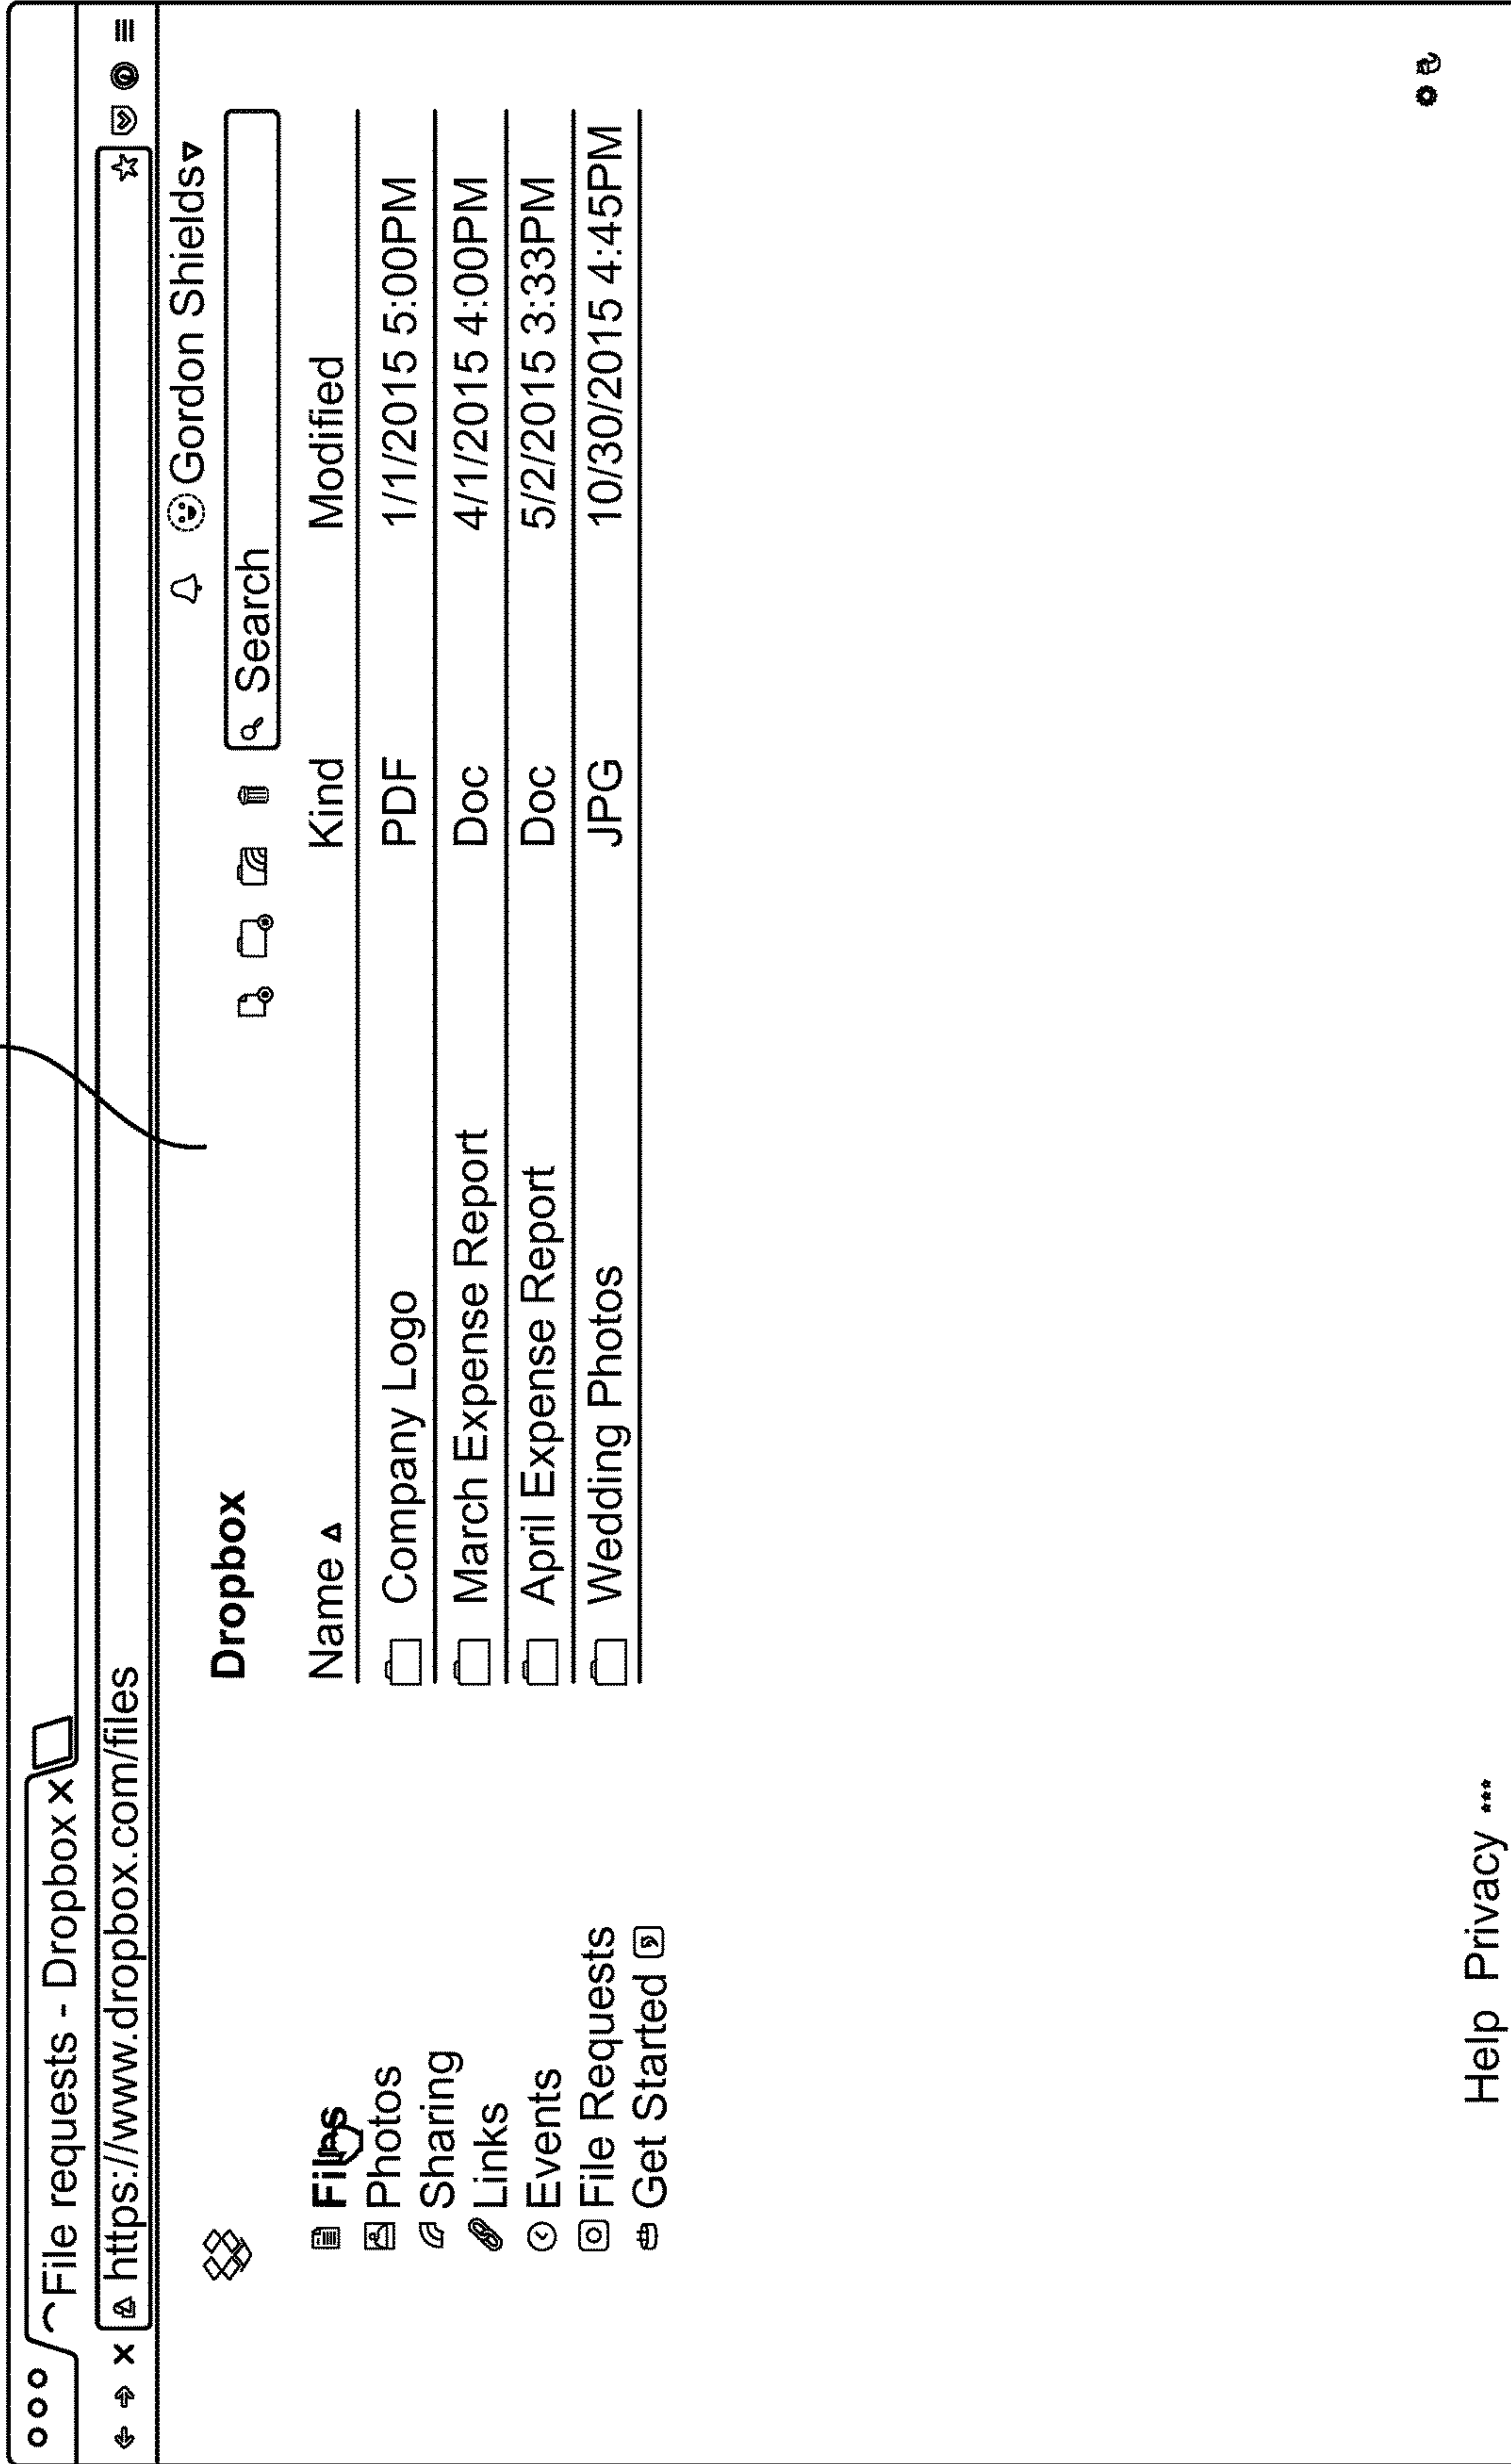 File requests - Dropbox
https://www.dropbox.com/files
Gordon Shields
Dropbox
Search
Name Kind Modified
Company Logo PDF 1/1/2015 5:00PM
March Expense Report Doc 4/1/2015 4:00PM
April Expense Report Doc 5/2/2015 3:33PM
Wedding Photos JPG 10/30/2015 4:45PM
Files
Photos
Sharing
Links
Events
File Requests
Get Started
Help Privacy